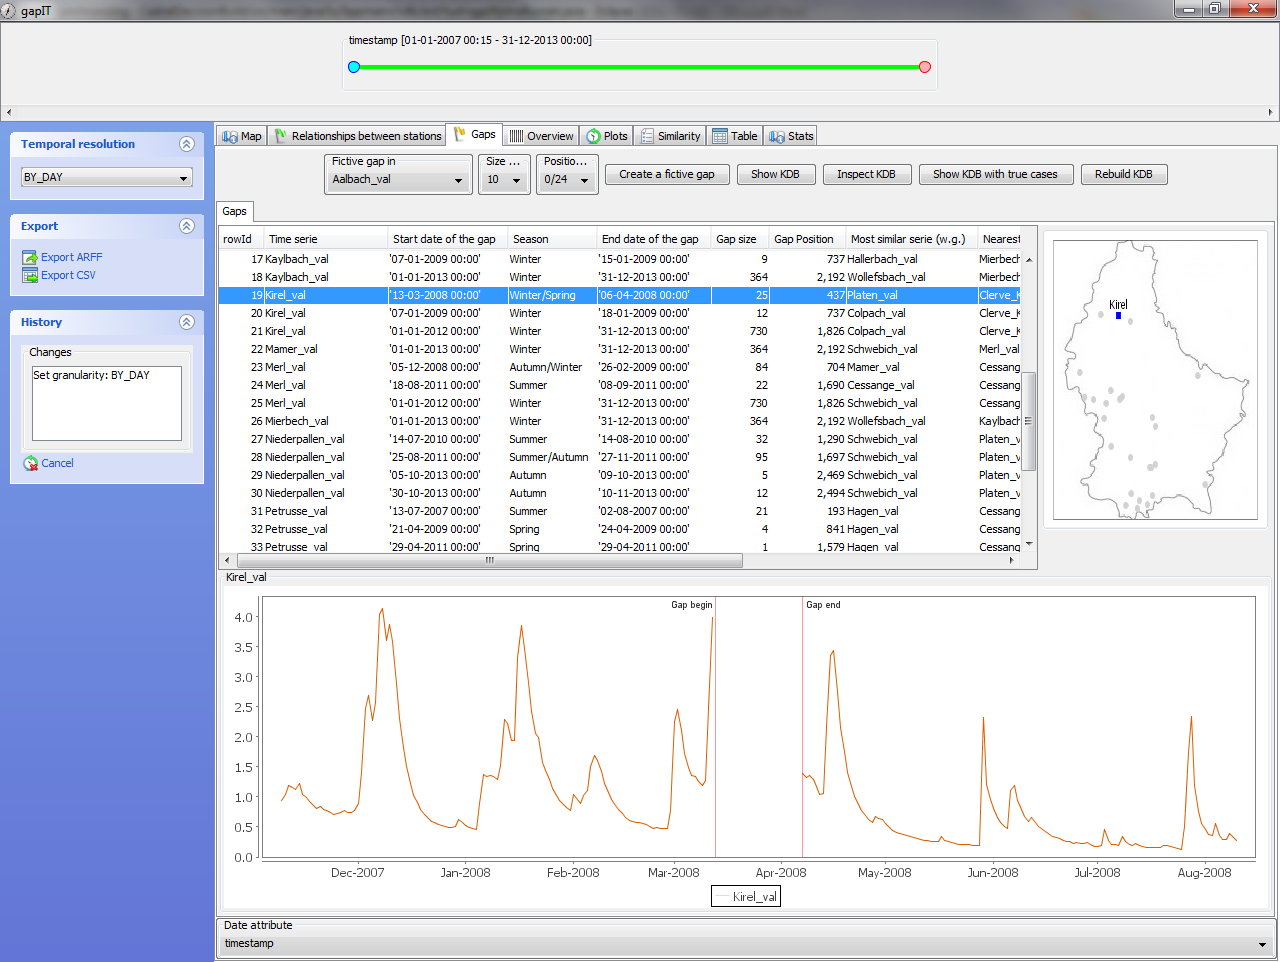 gapIT
timestamp [01-01-2007 00:15 - 31-12-2013 00:00]
Temporal resolution
BY_DAY
Export
Export ARFF
Export CSV
History
Changes
Set granularity: BY_DAY
Cancel
Map Relationships between stations Gaps Overview Plots Similarity Table Stats
Fictive gap in Size ... Positio...
Aalbach_val 10 0/24 Create a fictive gap Show KDB Inspect KDB Show KDB with true cases Rebuild KDB
Gaps
rowId Time serie Start date of the gap Season End date of the gap Gap size Gap Position Most similar serie (w.g.) Nearest
17 Kaylbach_val '07-01-2009 00:00' Winter '15-01-2009 00:00' 9 737 Hallerbach_val Mierbech
18 Kaylbach_val '01-01-2013 00:00' Winter '31-12-2013 00:00' 364 2,192 Wollefsbach_val Mierbech
19 Kirel_val '13-03-2008 00:00' Winter/Spring '06-04-2008 00:00' 25 437 Platen_val Clerve_K
20 Kirel_val '07-01-2009 00:00' Winter '18-01-2009 00:00' 12 737 Colpach_val Clerve_K
21 Kirel_val '01-01-2012 00:00' Winter '31-12-2013 00:00' 730 1,826 Colpach_val Clerve_K
22 Mamer_val '01-01-2013 00:00' Winter '31-12-2013 00:00' 364 2,192 Schwebich_val Merl_val
23 Merl_val '05-12-2008 00:00' Autumn/Winter '26-02-2009 00:00' 84 704 Mamer_val Cessang
24 Merl_val '18-08-2011 00:00' Summer '08-09-2011 00:00' 22 1,690 Cessange_val Cessang
25 Merl_val '01-01-2012 00:00' Winter '31-12-2013 00:00' 730 1,826 Schwebich_val Cessang
26 Mierbech_val '01-01-2013 00:00' Winter '31-12-2013 00:00' 364 2,192 Wollefsbach_val Kaylbach
27 Niederpallen_val '14-07-2010 00:00' Summer '14-08-2010 00:00' 32 1,290 Schwebich_val Platen_v
28 Niederpallen_val '25-08-2011 00:00' Summer/Autumn '27-11-2011 00:00' 95 1,697 Schwebich_val Platen_v
29 Niederpallen_val '05-10-2013 00:00' Autumn '09-10-2013 00:00' 5 2,469 Schwebich_val Platen_v
30 Niederpallen_val '30-10-2013 00:00' Autumn '10-11-2013 00:00' 12 2,494 Schwebich_val Platen_v
31 Petrusse_val '13-07-2007 00:00' Summer '02-08-2007 00:00' 21 193 Hagen_val Cessang
32 Petrusse_val '21-04-2009 00:00' Spring '24-04-2009 00:00' 4 841 Hagen_val Cessang
33 Petrusse_val '29-04-2011 00:00' Spring '29-04-2011 00:00' 1 1,579 Hagen_val Cessang
Kirel
Kirel_val
Gap begin Gap end
4.0
3.5
3.0
2.5
2.0
1.5
1.0
0.5
0.0
Dec-2007 Jan-2008 Feb-2008 Mar-2008 Apr-2008 May-2008 Jun-2008 Jul-2008 Aug-2008
Kirel_val
Date attribute
timestamp